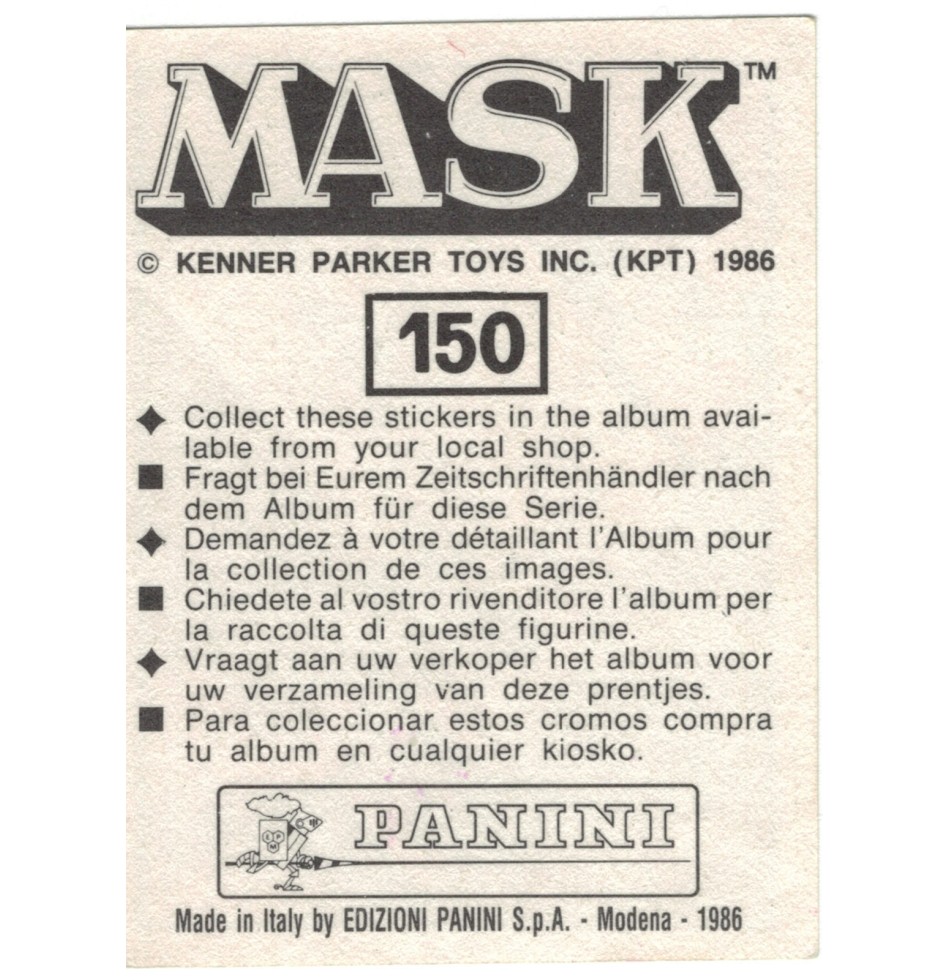 MASK™
© KENNER PARKER TOYS INC. (KPT) 1986
150
◆ Collect these stickers in the album avai-
lable from your local shop.
■ Fragt bei Eurem Zeitschriftenhändler nach
dem Album für diese Serie.
◆ Demandez à votre détaillant l'Album pour
la collection de ces images.
■ Chiedete al vostro rivenditore l'album per
la raccolta di queste figurine.
◆ Vraagt aan uw verkoper het album voor
uw verzameling van deze prentjes.
■ Para coleccionar estos cromos compra
tu album en cualquier kiosko.
EPM
PANINI
Made in Italy by EDIZIONI PANINI S.p.A. - Modena - 1986